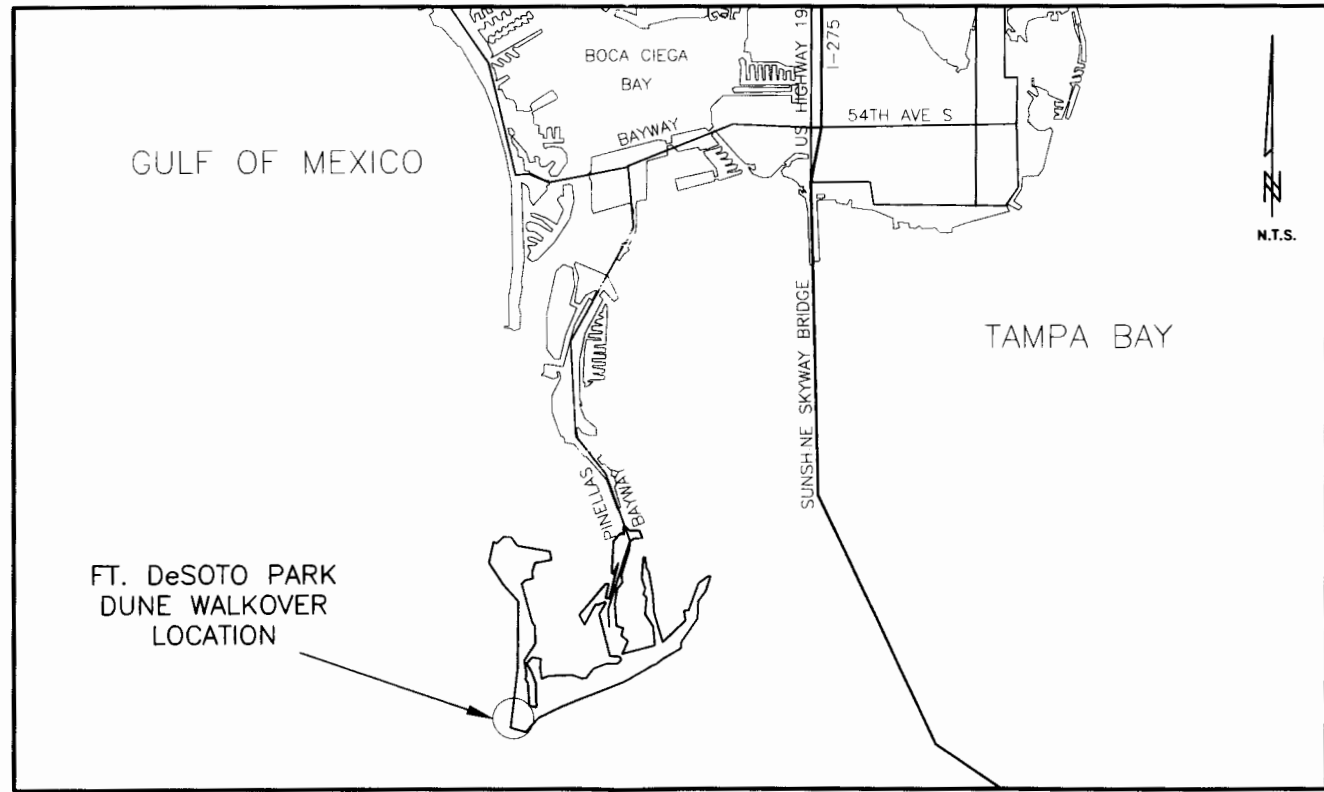 BOCA CIEGA
BAY
US HIGHWAY 19
I-275
54TH AVE S
BAYWAY
GULF OF MEXICO
N
N.T.S.
TAMPA BAY
SUNSHINE SKYWAY BRIDGE
PINELLAS
BAYWAY
FT. DeSOTO PARK
DUNE WALKOVER
LOCATION